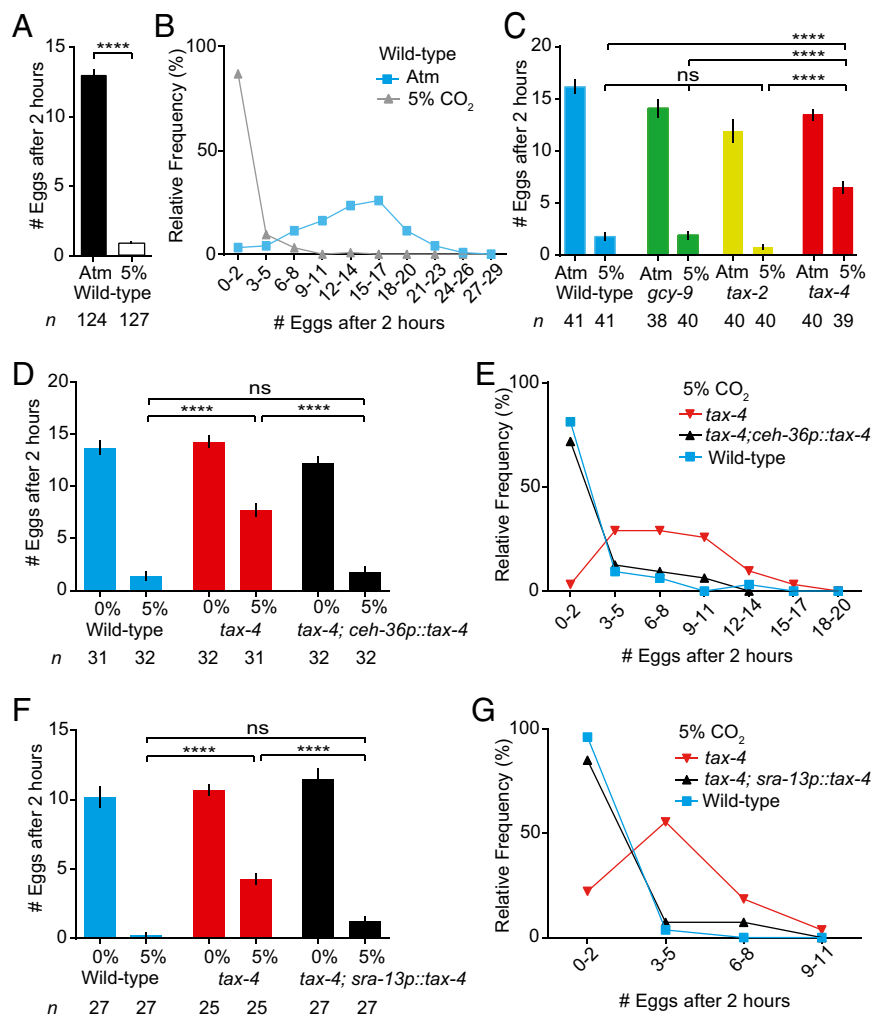 A
# Eggs after 2 hours
15
10
5
0
****
Atm 5%
Wild-type
n 124 127
B
Relative Frequency (%)
100
50
0
Wild-type
Atm
5% CO2
0-2 3-5 6-8 9-11 12-14 15-17 18-20 21-23 24-26 27-29
# Eggs after 2 hours
C
# Eggs after 2 hours
20
15
10
5
0
****
****
ns ****
Atm 5% Atm 5% Atm 5% Atm 5%
Wild-type gcy-9 tax-2 tax-4
n 41 41 38 40 40 40 40 39
D
# Eggs after 2 hours
20
15
10
5
0
ns
**** ****
0% 5% 0% 5% 0% 5%
Wild-type tax-4 tax-4; ceh-36p::tax-4
n 31 32 32 31 32 32
E
Relative Frequency (%)
100
50
0
5% CO2
tax-4
tax-4;ceh-36p::tax-4
Wild-type
0-2 3-5 6-8 9-11 12-14 15-17 18-20
# Eggs after 2 hours
F
# Eggs after 2 hours
15
10
5
0
ns
**** ****
0% 5% 0% 5% 0% 5%
Wild-type tax-4 tax-4; sra-13p::tax-4
n 27 27 25 25 27 27
G
Relative Frequency (%)
100
50
0
5% CO2
tax-4
tax-4; sra-13p::tax-4
Wild-type
0-2 3-5 6-8 9-11
# Eggs after 2 hours